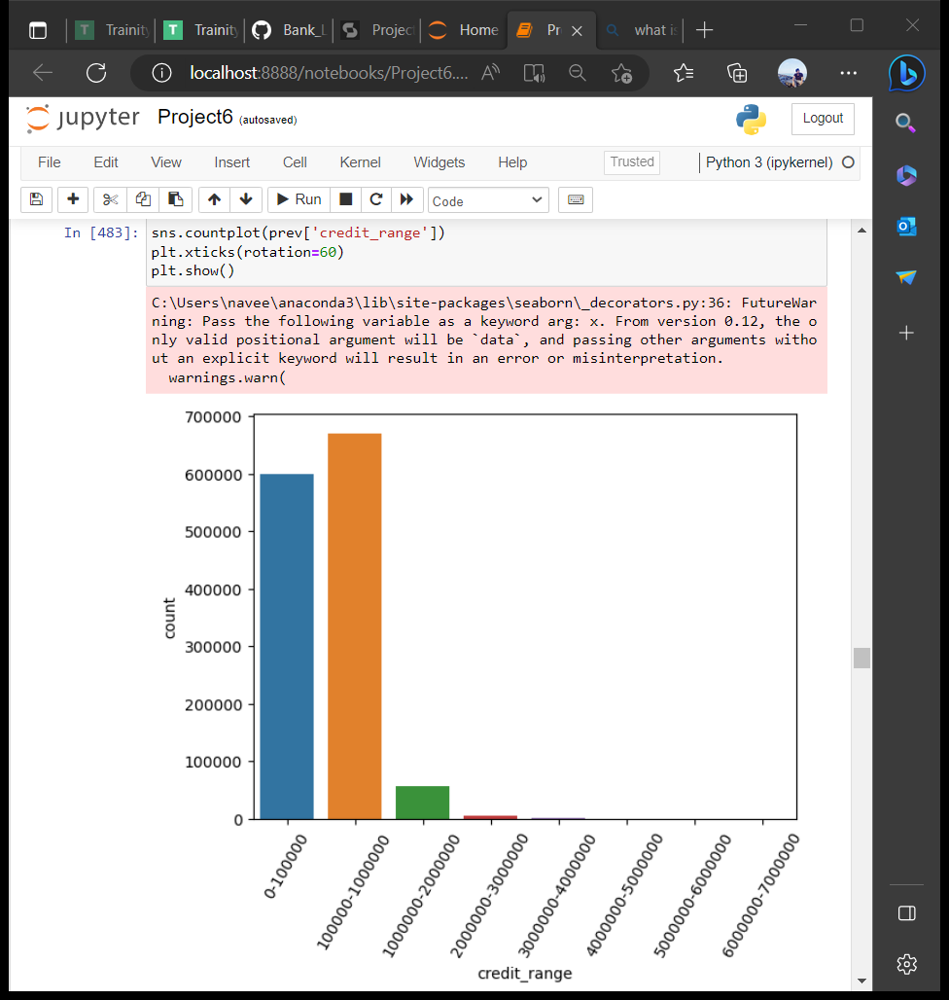 Trainity
Trainity
Bank_L
Project
Home
Pr
what is
localhost:8888/notebooks/Project6....
jupyter Project6 (autosaved)
Logout
File Edit View Insert Cell Kernel Widgets Help
Trusted
Python 3 (ipykernel)
Run
Code
In [483]: sns.countplot(prev['credit_range'])
plt.xticks(rotation=60)
plt.show()
C:\Users\navee\anaconda3\lib\site-packages\seaborn\_decorators.py:36: FutureWar
ning: Pass the following variable as a keyword arg: x. From version 0.12, the o
nly valid positional argument will be `data`, and passing other arguments witho
ut an explicit keyword will result in an error or misinterpretation.
warnings.warn(
700000
600000
500000
400000
300000
200000
100000
0
count
0-100000
100000-1000000
1000000-2000000
2000000-3000000
3000000-4000000
4000000-5000000
5000000-6000000
6000000-7000000
credit_range